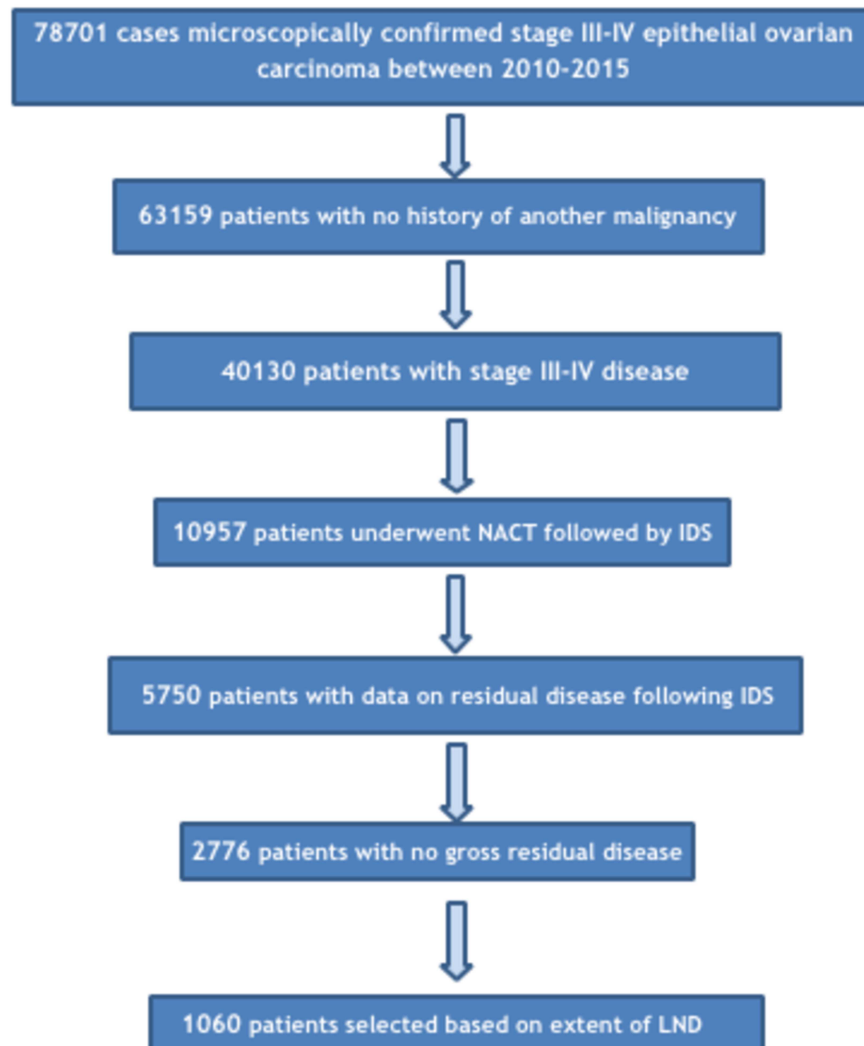 78701 cases microscopically confirmed stage III-IV epithelial ovarian
carcinoma between 2010-2015
63159 patients with no history of another malignancy
40130 patients with stage III-IV disease
10957 patients underwent NACT followed by IDS
5750 patients with data on residual disease following IDS
2776 patients with no gross residual disease
1060 patients selected based on extent of LND